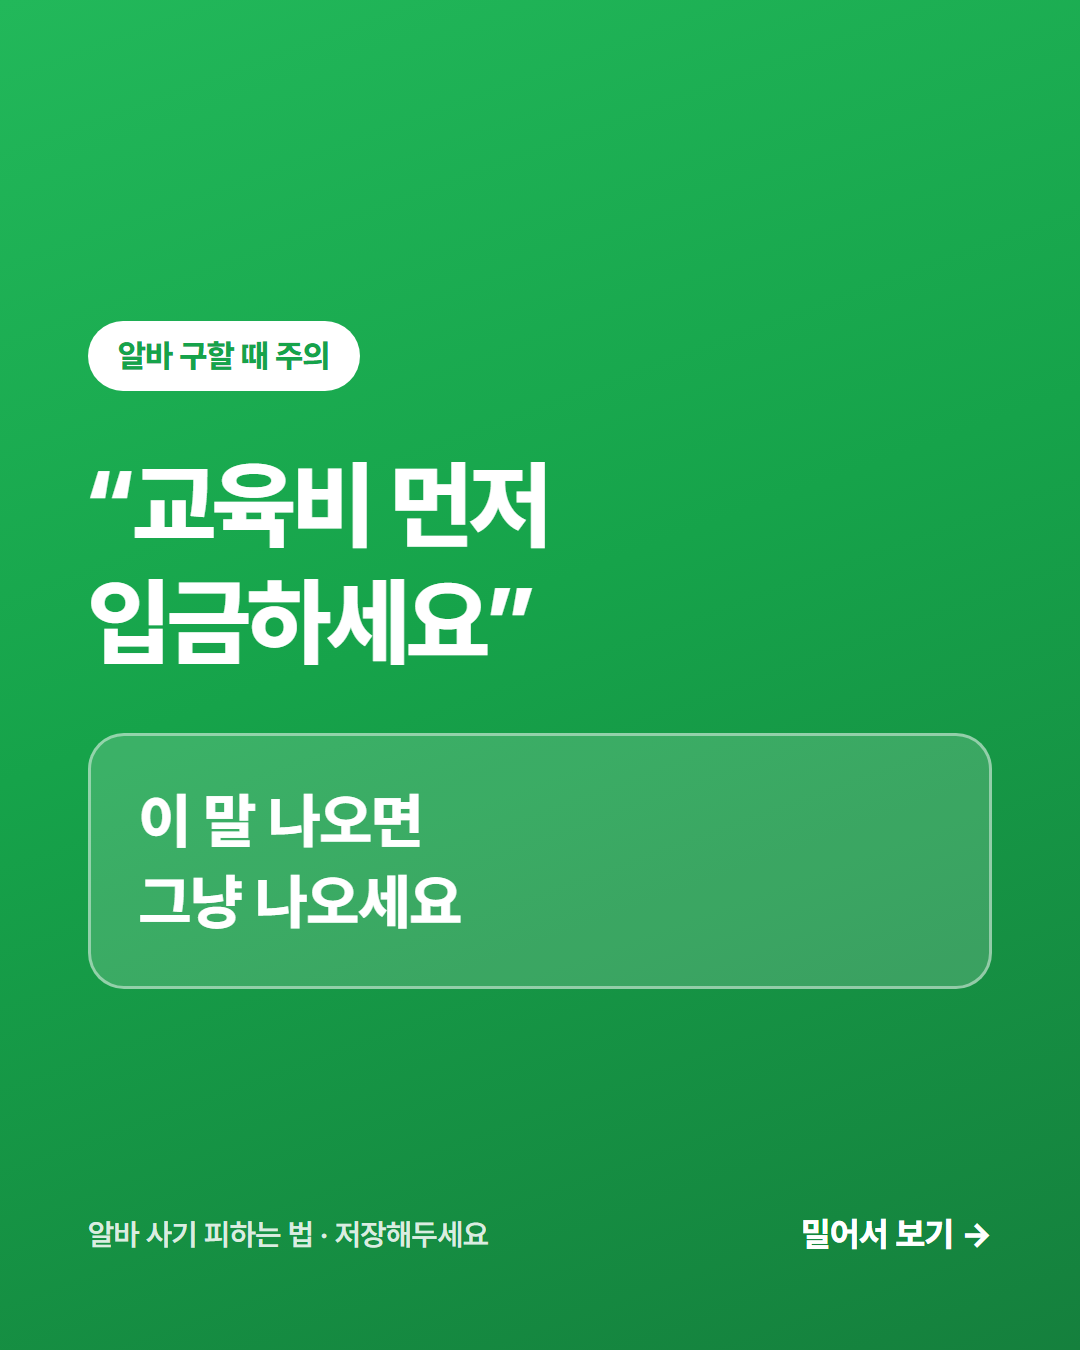 알바 구할 때 주의
“교육비 먼저
입금하세요”
이 말 나오면
그냥 나오세요
알바 사기 피하는 법 · 저장해두세요
밀어서 보기 →